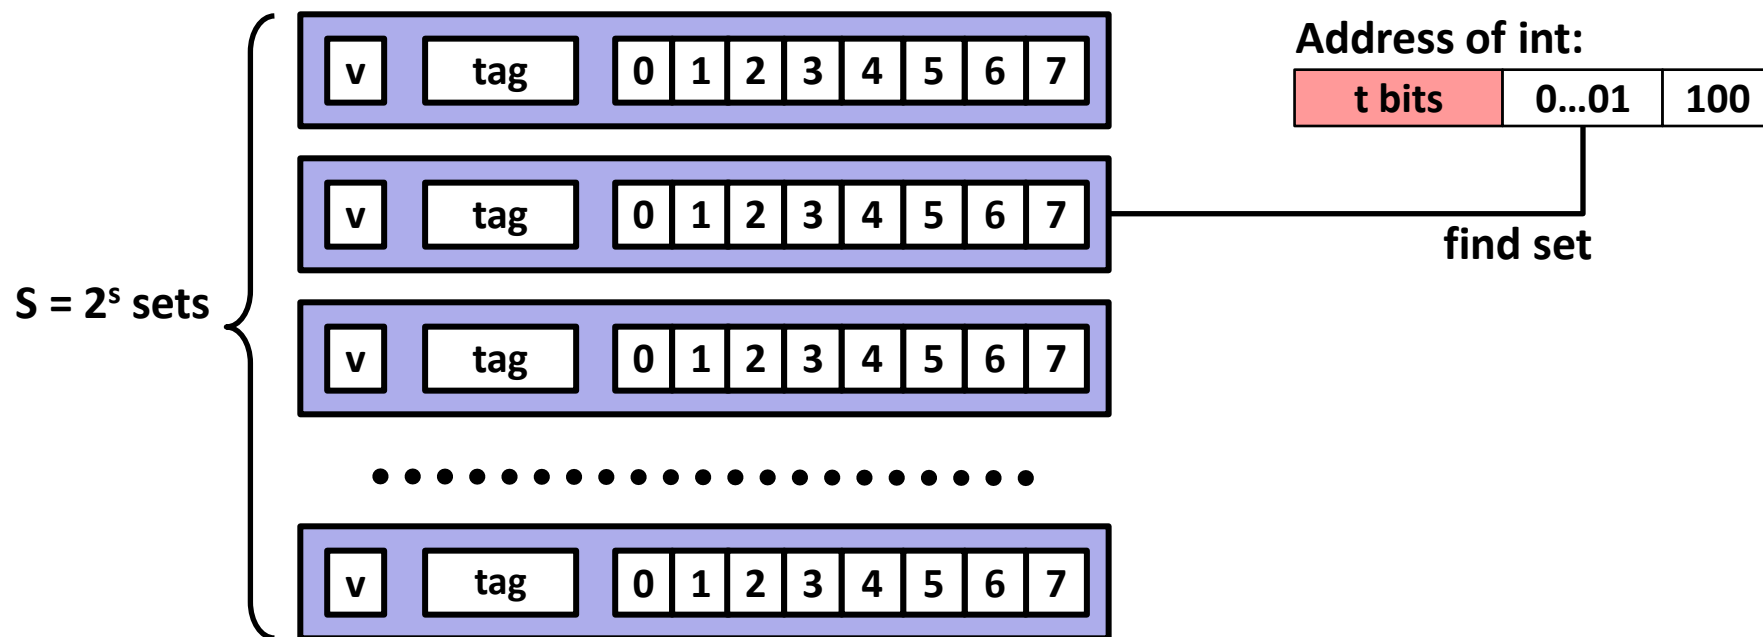 v tag 0 1 2 3 4 5 6 7
Address of int:
t bits 0...01 100
v tag 0 1 2 3 4 5 6 7
find set
S = 2ˢ sets
v tag 0 1 2 3 4 5 6 7
v tag 0 1 2 3 4 5 6 7